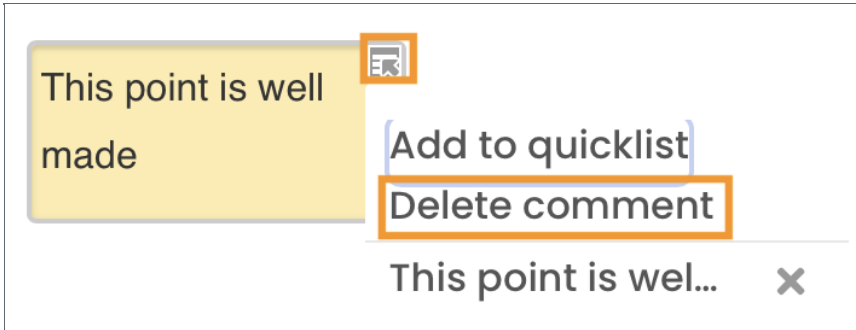 This point is well
made
Add to quicklist
Delete comment
This point is wel...